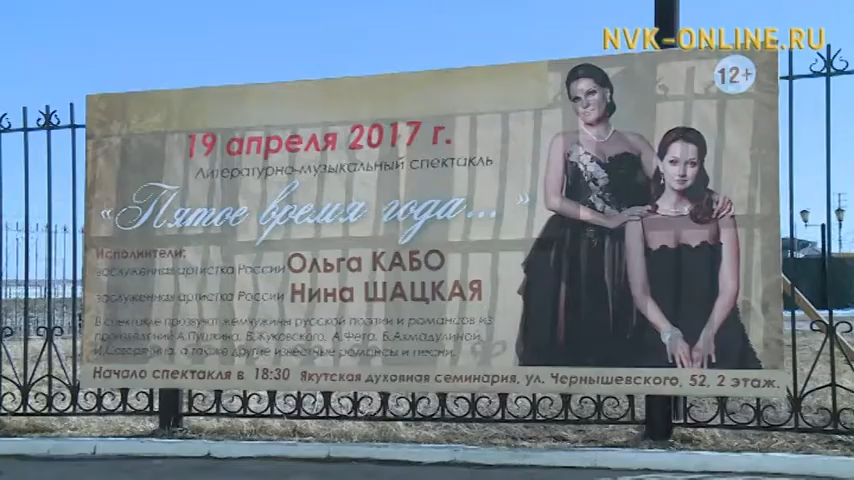 NVK-ONLINE.RU
12+
19 апреля 2017 г.
Литературно-музыкальный спектакль
«Пятое время года... »
Исполнители:
заслуженная артистка России Ольга КАБО
заслуженная артистка России Нина ШАЦКАЯ
В спектакле прозвучат жемчужины русской поэзии и романсов из
произведений А.Пушкина, В.Жуковского, А.Фета, Б.Ахмадулиной,
а также другие известные романсы и песни.
Начало спектакля в 18:30 Якутская духовная семинария, ул. Чернышевского, 52, 2 этаж.